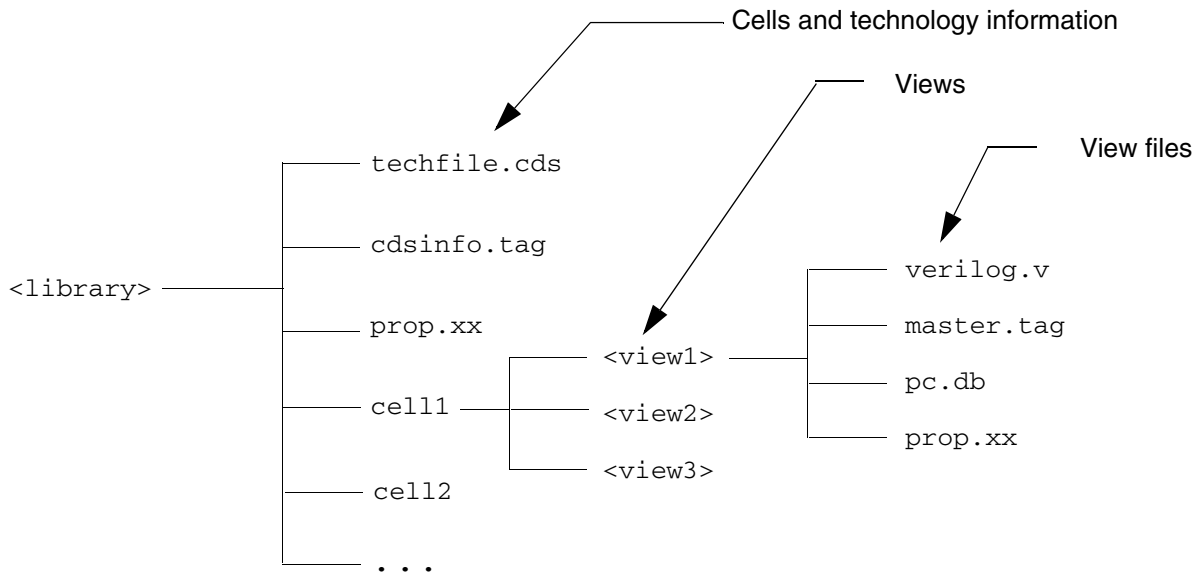 Cells and technology information
Views
View files
techfile.cds
cdsinfo.tag
<library>
prop.xx
cell1
cell2
. . .
<view1>
<view2>
<view3>
verilog.v
master.tag
pc.db
prop.xx